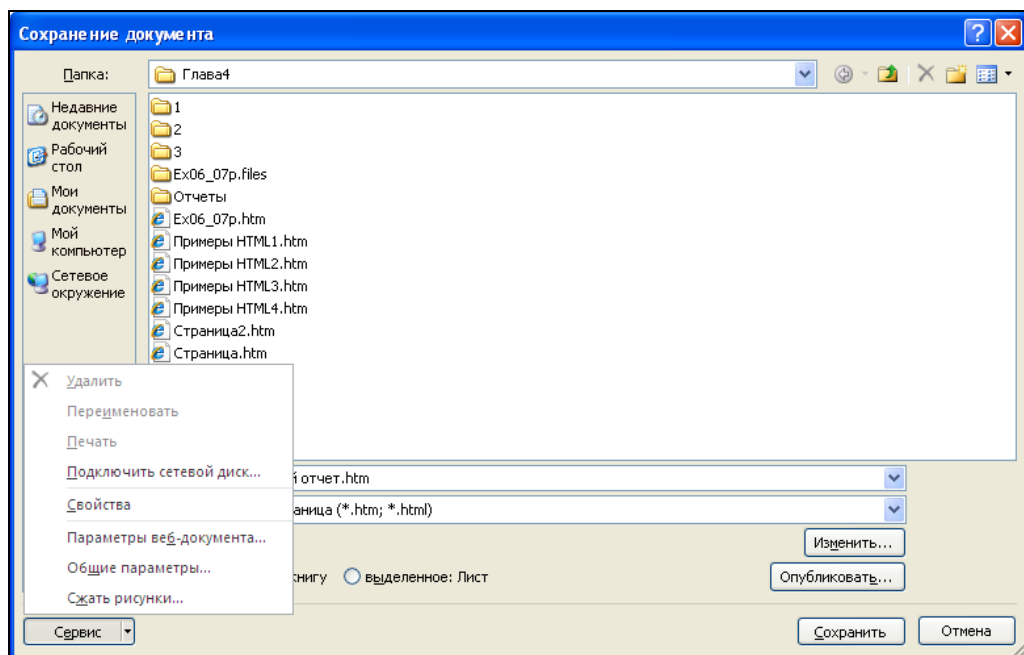 Сохранение документа
Папка:
Глава4
Недавние
документы
Рабочий
стол
Мои
документы
Мой
компьютер
Сетевое
окружение
1
2
3
Ex06_07p.files
Отчеты
Ex06_07p.htm
Примеры HTML1.htm
Примеры HTML2.htm
Примеры HTML3.htm
Примеры HTML4.htm
Страница2.htm
Страница.htm
Удалить
Переименовать
Печать
Подключить сетевой диск...
Свойства
Параметры веб-документа...
Общие параметры...
Сжать рисунки...
й отчет.htm
аница (*.htm; *.html)
Изменить...
книгу
выделенное: Лист
Опубликовать...
Сервис
Сохранить
Отмена